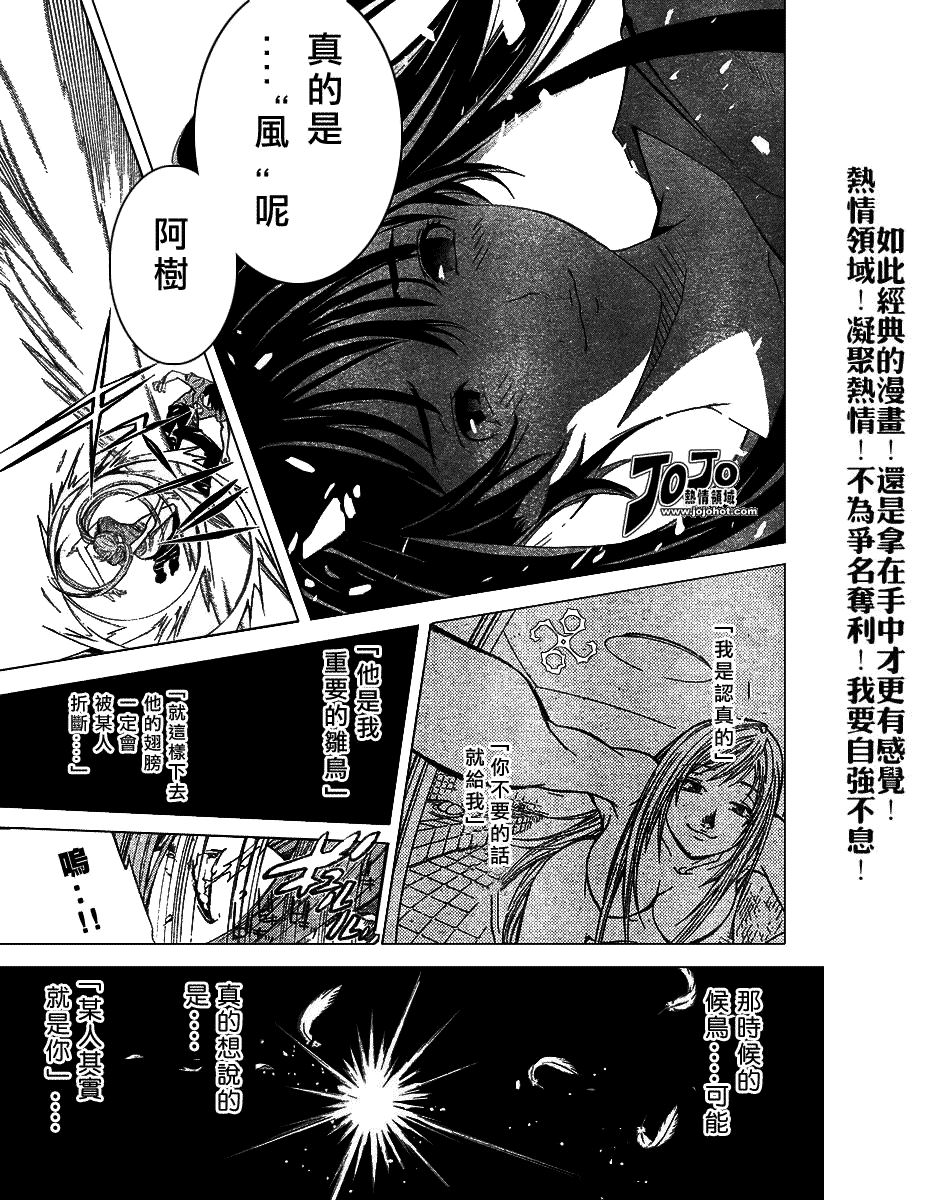 真的是
……“風“呢
阿樹
JOJO
熱情領域
www.jojohot.com
「我是認真的」
「你不要的話
就給我」
「他是我
重要的雛鳥」
「就這樣下去
他的翅膀
一定會
被某人
折斷……」
嗚…!!
那時候的
候鳥……可能
真的想說的
是……
「某人其實
就是你」……
如此經典的漫畫！還是拿在手中才更有感覺！
熱情領域！凝聚熱情！不為爭名奪利！我要自強不息！